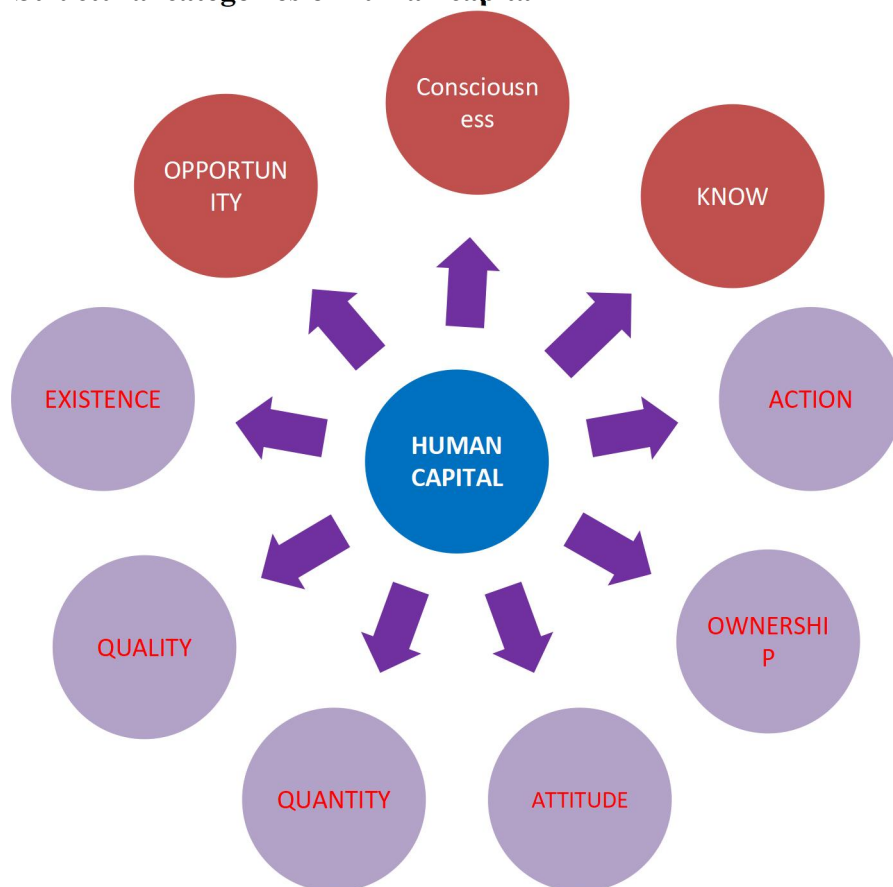 Consciousn
ess
OPPORTUN
ITY
KNOW
EXISTENCE
ACTION
HUMAN
CAPITAL
OWNERSHI
P
QUALITY
QUANTITY
ATTITUDE